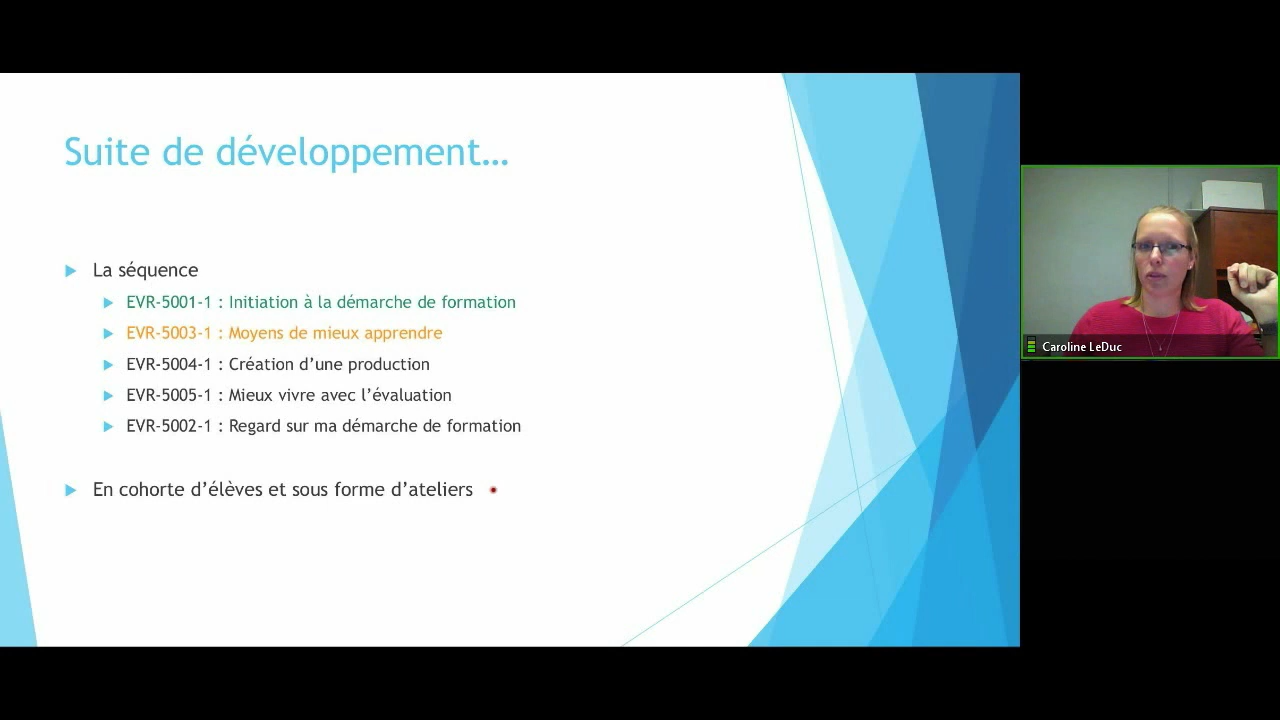 Suite de développement…
La séquence
EVR-5001-1 : Initiation à la démarche de formation
EVR-5003-1 : Moyens de mieux apprendre
EVR-5004-1 : Création d’une production
EVR-5005-1 : Mieux vivre avec l’évaluation
EVR-5002-1 : Regard sur ma démarche de formation
En cohorte d’élèves et sous forme d’ateliers
Caroline LeDuc